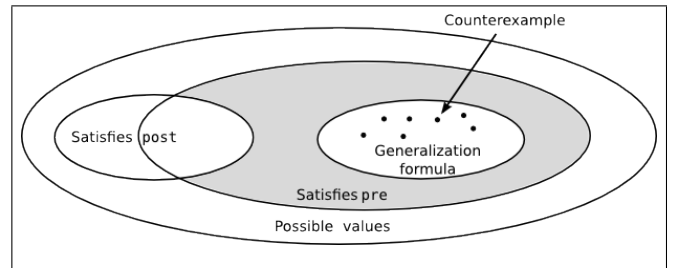 Counterexample
Satisfies post
Generalization
formula
Satisfies pre
Possible values